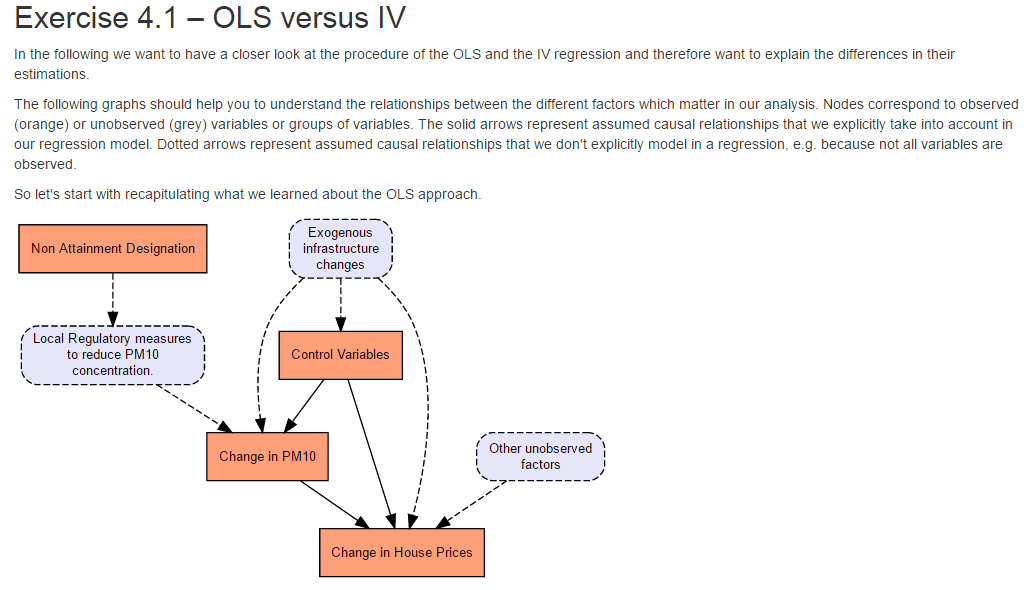 Exercise 4.1 – OLS versus IV
In the following we want to have a closer look at the procedure of the OLS and the IV regression and therefore want to explain the differences in their
estimations.
The following graphs should help you to understand the relationships between the different factors which matter in our analysis. Nodes correspond to observed
(orange) or unobserved (grey) variables or groups of variables. The solid arrows represent assumed causal relationships that we explicitly take into account in
our regression model. Dotted arrows represent assumed causal relationships that we don't explicitly model in a regression, e.g. because not all variables are
observed.
So let's start with recapitulating what we learned about the OLS approach.
Non Attainment Designation
Exogenous
infrastructure
changes
Local Regulatory measures
to reduce PM10
concentration.
Control Variables
Change in PM10
Other unobserved
factors
Change in House Prices